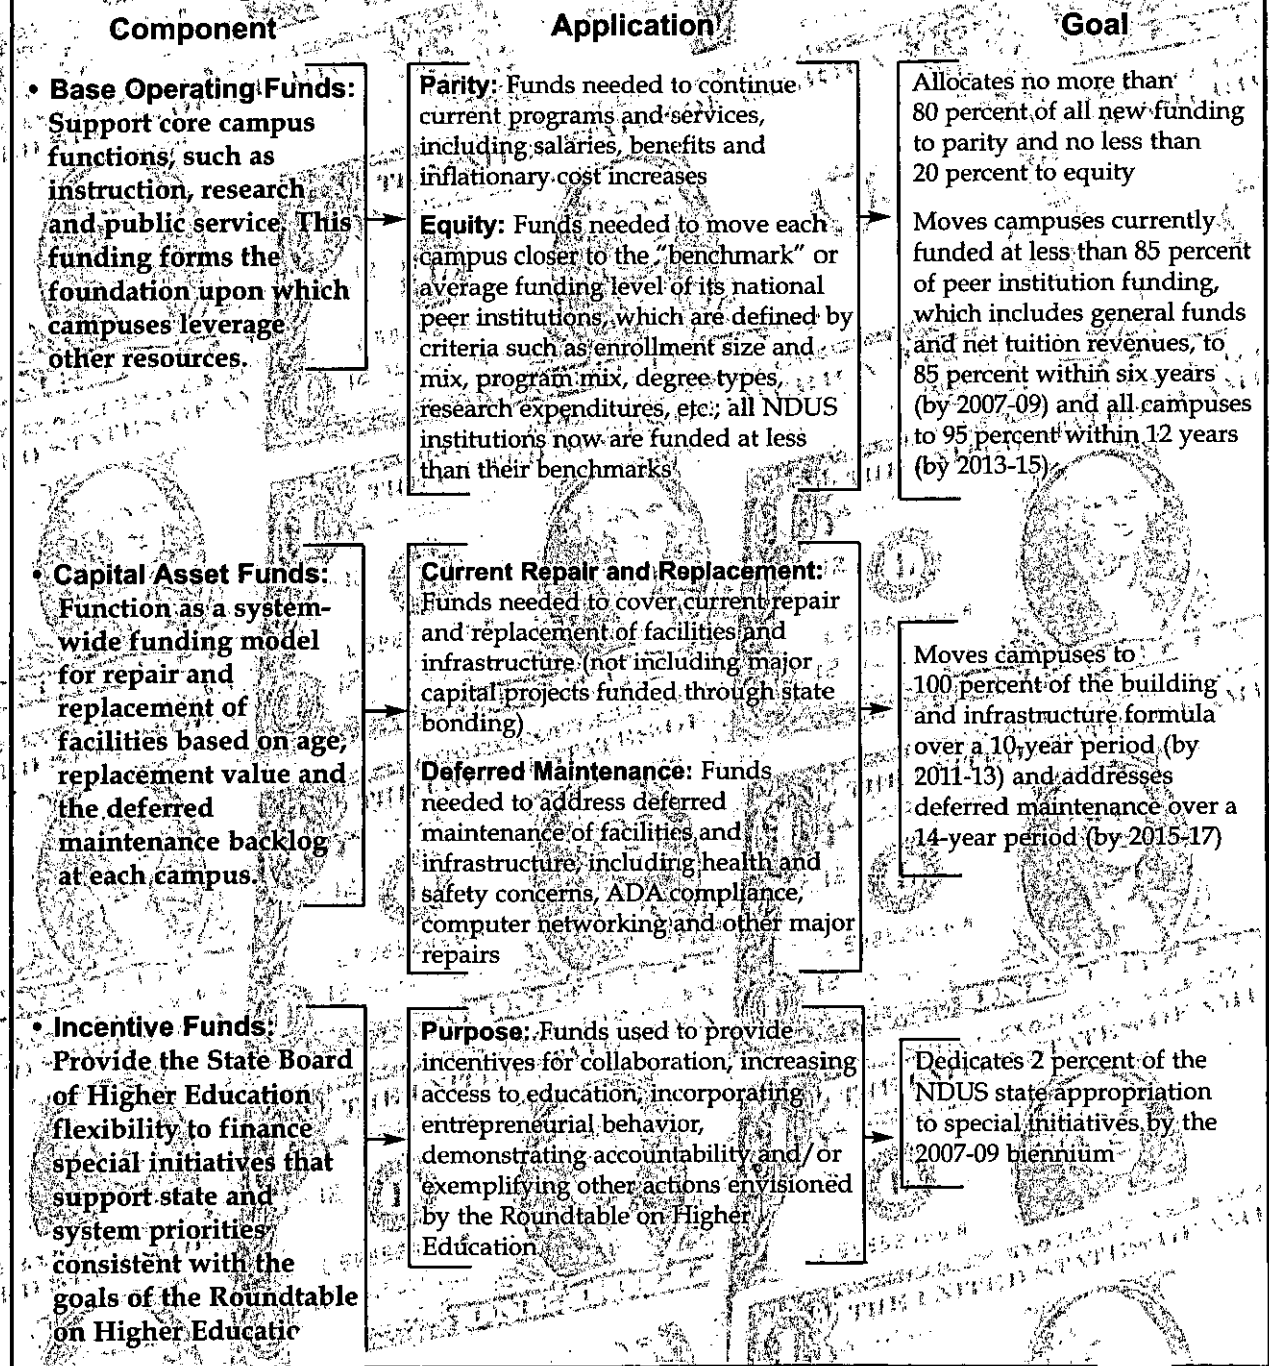 Component
Application
Goal
• Base Operating Funds:
Support core campus
functions, such as
instruction, research
and public service. This
funding forms the
foundation upon which
campuses leverage
other resources.
Parity: Funds needed to continue
current programs and services,
including salaries, benefits and
inflationary cost increases
Equity: Funds needed to move each
campus closer to the "benchmark" or
average funding level of its national
peer institutions, which are defined by
criteria such as enrollment size and
mix, program mix, degree types,
research expenditures, etc.; all NDUS
institutions now are funded at less
than their benchmarks
Allocates no more than
80 percent of all new funding
to parity and no less than
20 percent to equity
Moves campuses currently
funded at less than 85 percent
of peer institution funding,
which includes general funds
and net tuition revenues, to
85 percent within six years
(by 2007-09) and all campuses
to 95 percent within 12 years
(by 2013-15)
• Capital Asset Funds:
Function as a system-
wide funding model
for repair and
replacement of
facilities based on age,
replacement value and
the deferred
maintenance backlog
at each campus.
Current Repair and Replacement:
Funds needed to cover current repair
and replacement of facilities and
infrastructure (not including major
capital projects funded through state
bonding)
Deferred Maintenance: Funds
needed to address deferred
maintenance of facilities and
infrastructure, including health and
safety concerns, ADA compliance,
computer networking and other major
repairs
Moves campuses to
100 percent of the building
and infrastructure formula
over a 10-year period (by
2011-13) and addresses
deferred maintenance over a
14-year period (by 2015-17)
• Incentive Funds:
Provide the State Board
of Higher Education
flexibility to finance
special initiatives that
support state and
system priorities
consistent with the
goals of the Roundtable
on Higher Educatio
Purpose: Funds used to provide
incentives for collaboration, increasing
access to education, incorporating
entrepreneurial behavior,
demonstrating accountability and/or
exemplifying other actions envisioned
by the Roundtable on Higher
Education
Dedicates 2 percent of the
NDUS state appropriation
to special initiatives by the
2007-09 biennium